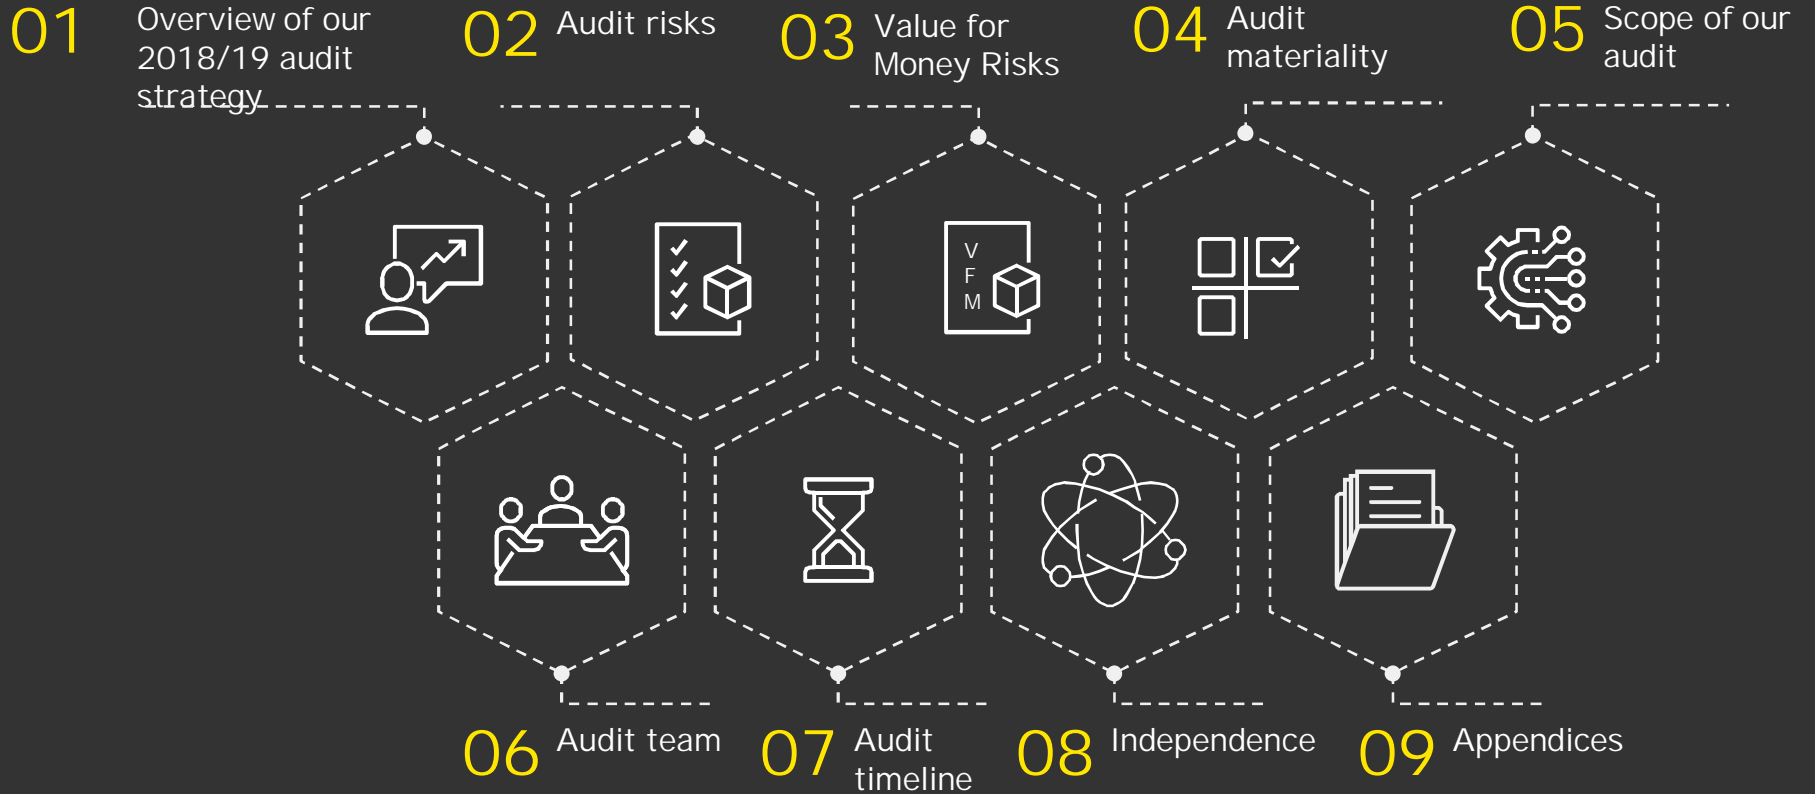 01
Overview of our
2018/19 audit
strategy
02
Audit risks
03
Value for
Money Risks
04
Audit
materiality
05
Scope of our
audit
V
F
M
06
Audit team
07
Audit
timeline
08
Independence
09
Appendices